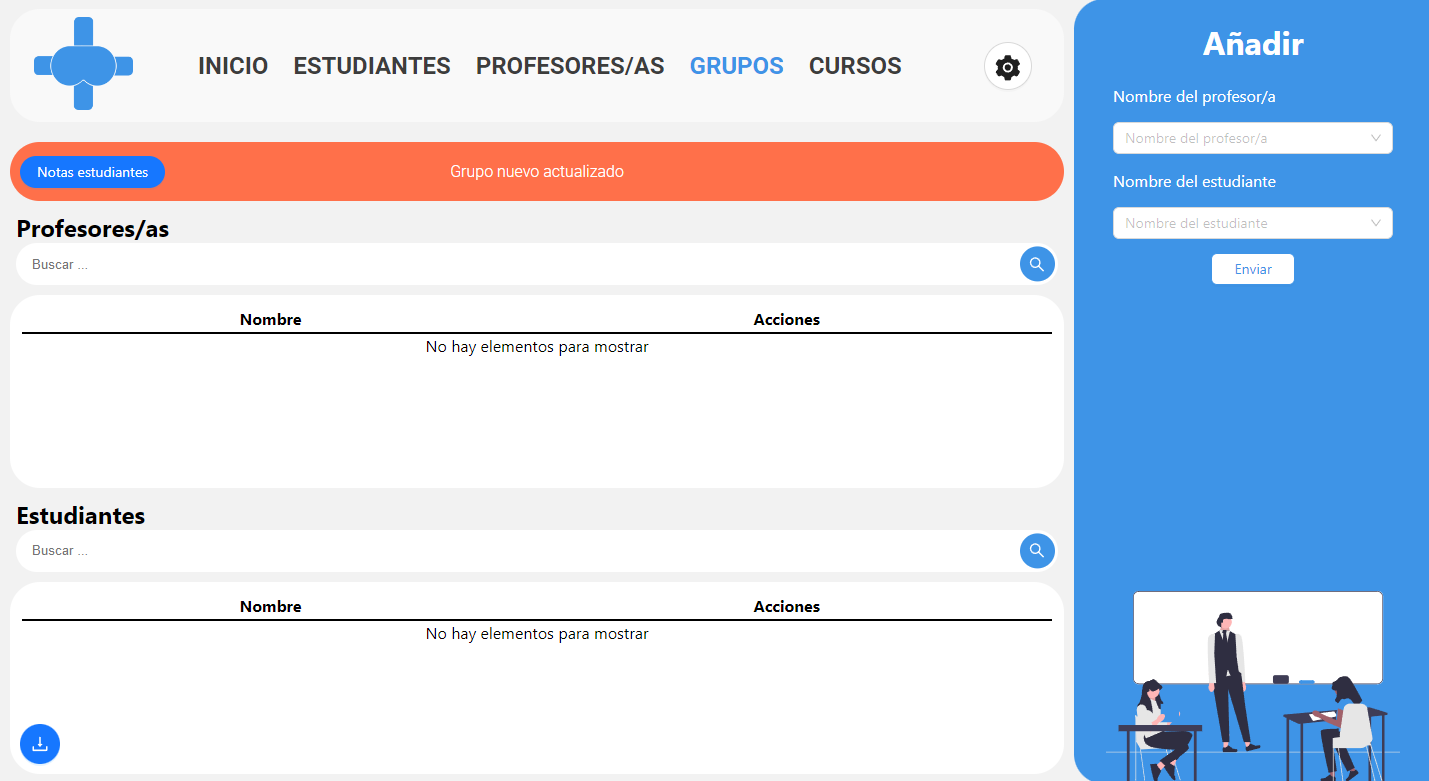 INICIO ESTUDIANTES PROFESORES/AS GRUPOS CURSOS
Notas estudiantes
Grupo nuevo actualizado
Profesores/as
Buscar ...
Nombre Acciones
No hay elementos para mostrar
Estudiantes
Buscar ...
Nombre Acciones
No hay elementos para mostrar
Añadir
Nombre del profesor/a
Nombre del profesor/a
Nombre del estudiante
Nombre del estudiante
Enviar